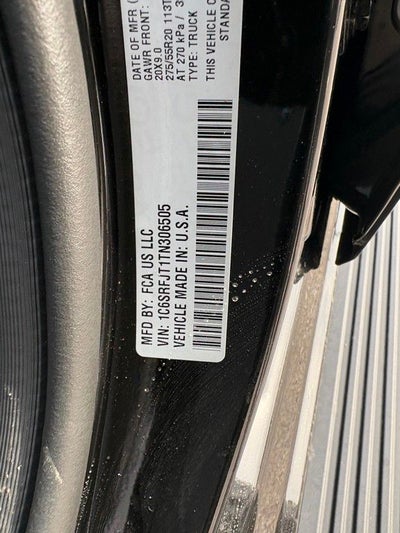 DATE OF MFR (
GAWR FRONT
20X9.0
275/55R20 113T
AT 270 kPa / 3
TYPE: TRUCK
THIS VEHICLE C
STANDA
MFD BY: FCA US LLC
VIN: 1C6SRFJT1TN306505
VEHICLE MADE IN: U.S.A.